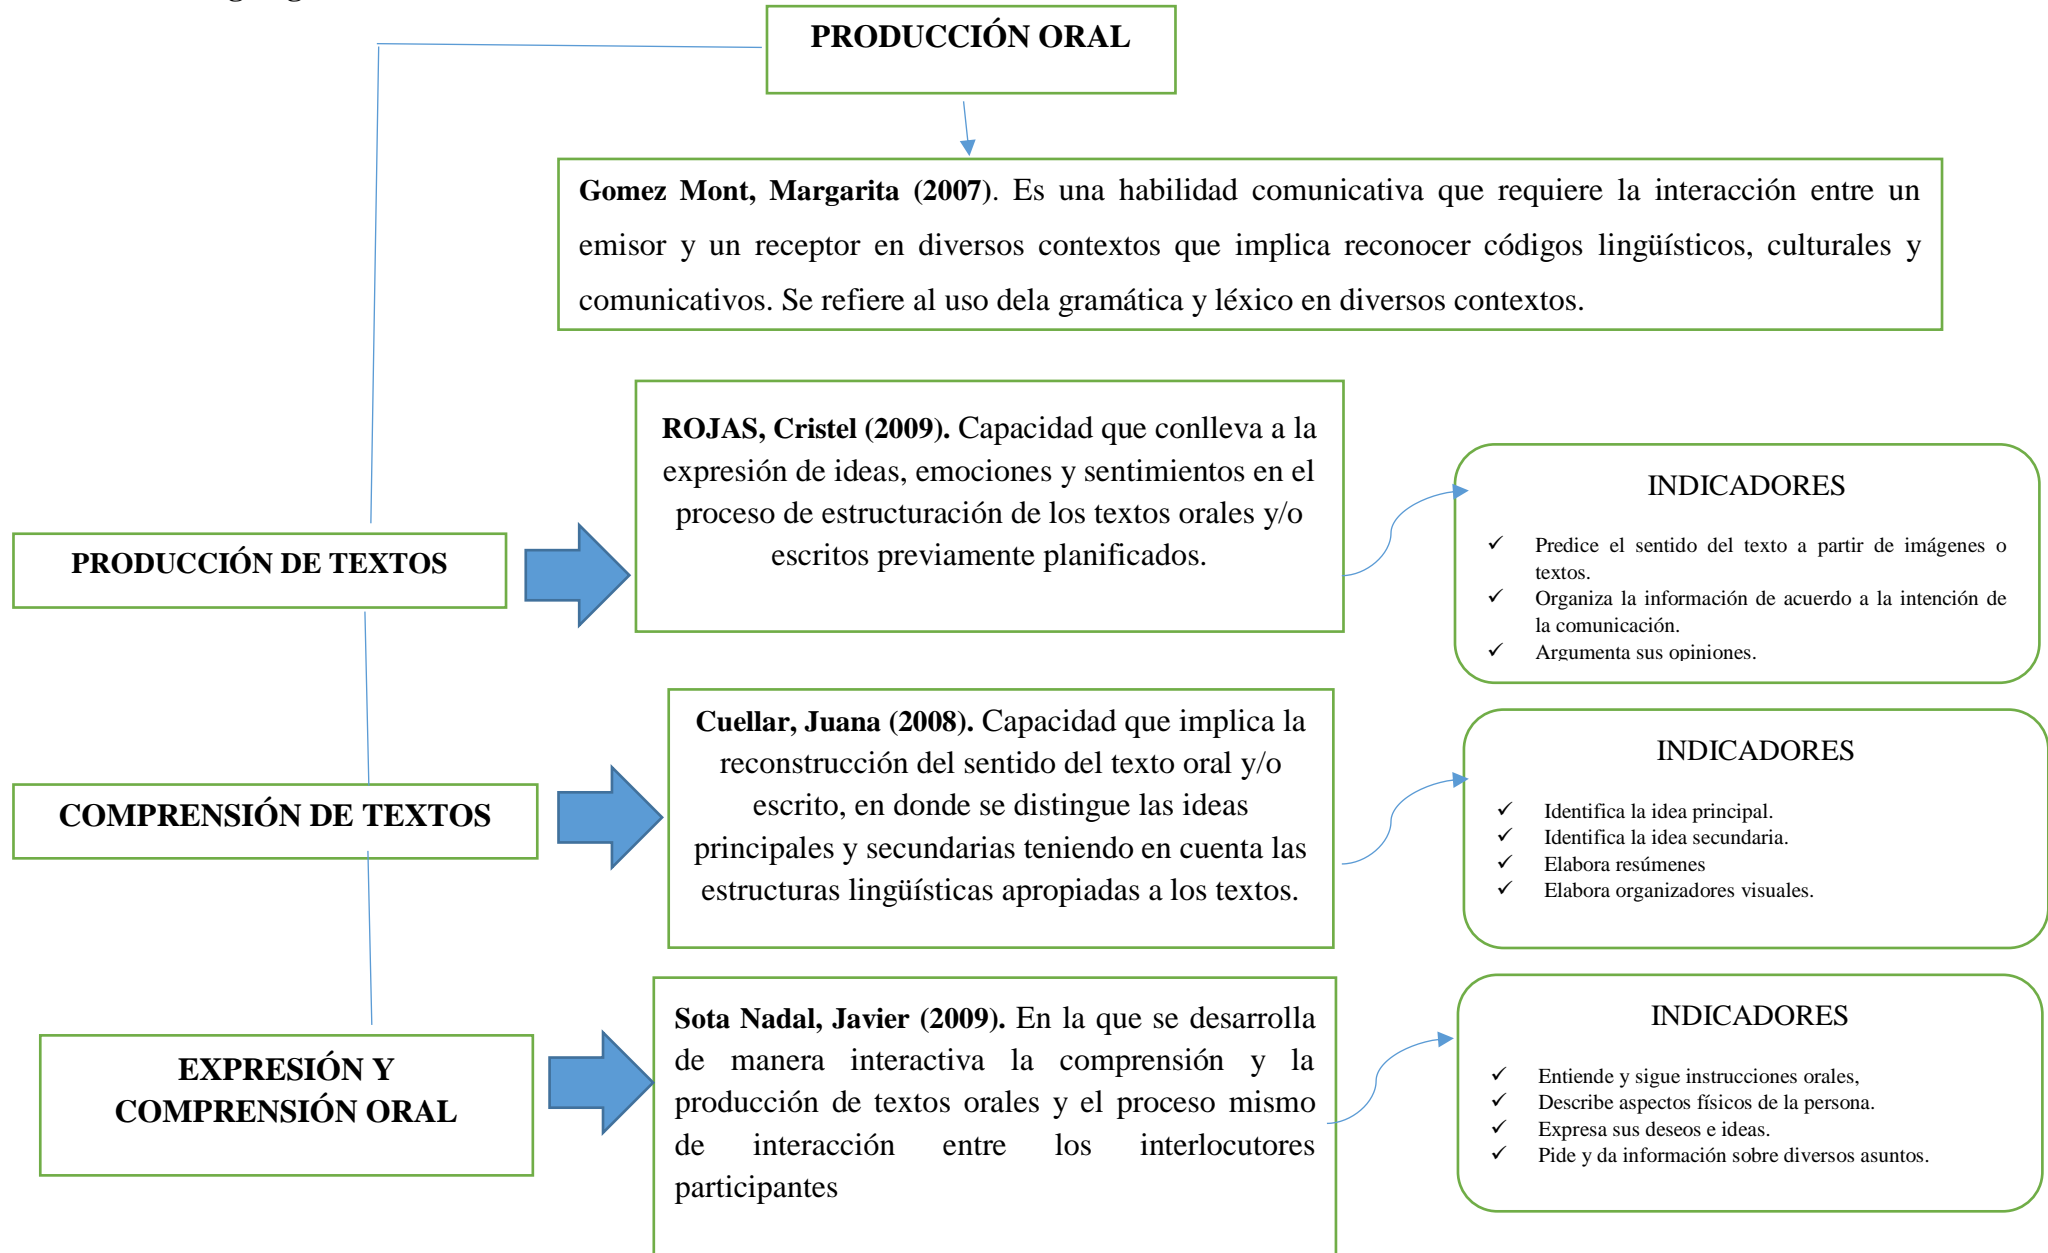 PRODUCCIÓN ORAL
Gomez Mont, Margarita (2007). Es una habilidad comunicativa que requiere la interacción entre un
emisor y un receptor en diversos contextos que implica reconocer códigos lingüísticos, culturales y
comunicativos. Se refiere al uso dela gramática y léxico en diversos contextos.
ROJAS, Cristel (2009). Capacidad que conlleva a la
expresión de ideas, emociones y sentimientos en el
proceso de estructuración de los textos orales y/o
escritos previamente planificados.
INDICADORES
✓ Predice el sentido del texto a partir de imágenes o
textos.
✓ Organiza la información de acuerdo a la intención de
la comunicación.
✓ Argumenta sus opiniones.
PRODUCCIÓN DE TEXTOS
Cuellar, Juana (2008). Capacidad que implica la
reconstrucción del sentido del texto oral y/o
escrito, en donde se distingue las ideas
principales y secundarias teniendo en cuenta las
estructuras lingüísticas apropiadas a los textos.
INDICADORES
✓ Identifica la idea principal.
✓ Identifica la idea secundaria.
✓ Elabora resúmenes
✓ Elabora organizadores visuales.
COMPRENSIÓN DE TEXTOS
Sota Nadal, Javier (2009). En la que se desarrolla
de manera interactiva la comprensión y la
producción de textos orales y el proceso mismo
de interacción entre los interlocutores
participantes
INDICADORES
✓ Entiende y sigue instrucciones orales,
✓ Describe aspectos físicos de la persona.
✓ Expresa sus deseos e ideas.
✓ Pide y da información sobre diversos asuntos.
EXPRESIÓN Y
COMPRENSIÓN ORAL